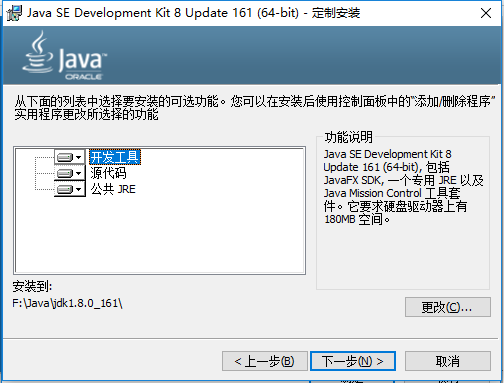 Java SE Development Kit 8 Update 161 (64-bit) - 定制安装
Java
ORACLE
从下面的列表中选择要安装的可选功能。您可以在安装后使用控制面板中的“添加/删除程序”
实用程序更改所选择的功能
开发工具
源代码
公共 JRE
功能说明
Java SE Development Kit 8
Update 161 (64-bit), 包括
JavaFX SDK, 一个专用 JRE 以及
Java Mission Control 工具套
件。它要求硬盘驱动器上有
180MB 空间。
安装到:
F:\Java\jdk1.8.0_161\
更改(C)...
< 上一步(B)
下一步(N) >
取消